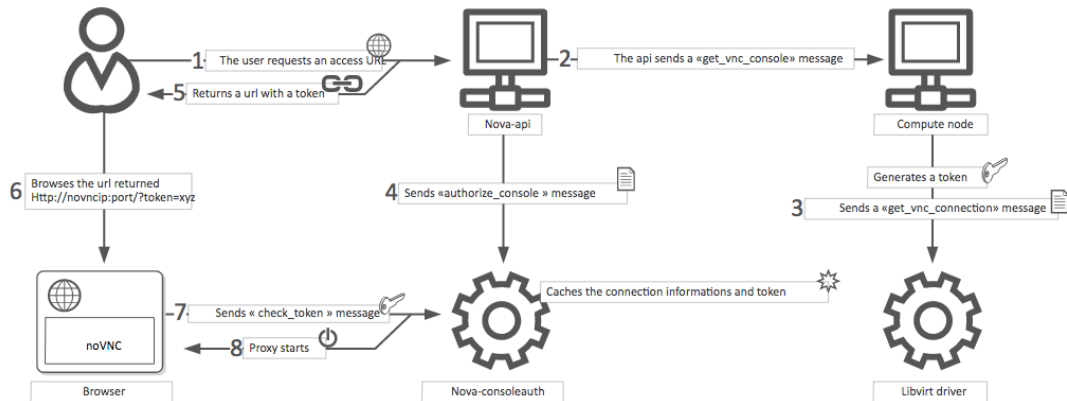 1 The user requests an access URL
2 The api sends a «get_vnc_console» message
5 Returns a url with a token
Nova-api
Compute node
6 Browses the url returned
Http://novncip:port/?token=xyz
4 Sends «authorize_console » message
Generates a token
3 Sends a «get_vnc_connection» message
Caches the connection informations and token
7 Sends « check_token » message
noVNC
8 Proxy starts
Browser
Nova-consoleauth
Libvirt driver